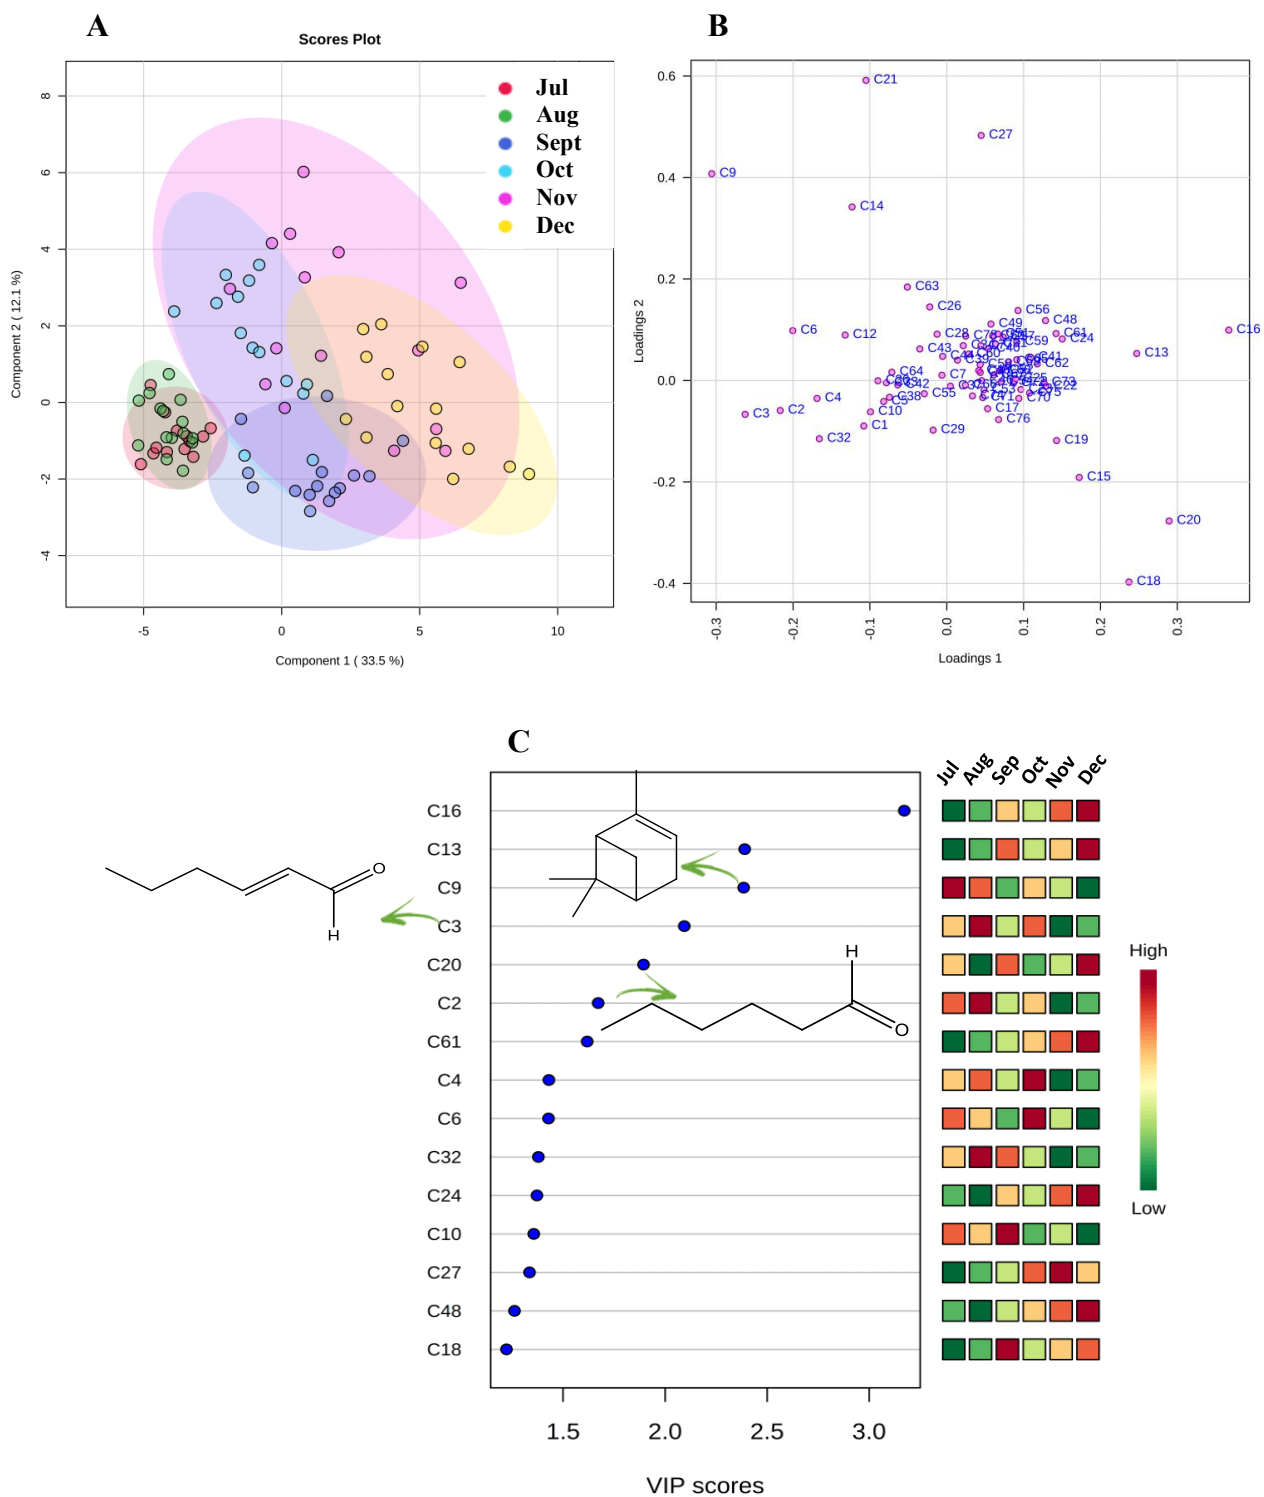 A
Scores Plot
Jul
Aug
Sept
Oct
Nov
Dec
8
6
4
2
0
-2
-4
Component 2 ( 12.1 %)
-5
0
5
10
Component 1 ( 33.5 %)
B
0.6
0.4
0.2
0.0
-0.2
-0.4
Loadings 2
C21
C27
C9
C14
C63
C26
C56
C48
C49
C6
C12
C28
C61
C24
C16
C59
C43
C13
C41
C62
C64
C7
C42
C22
C38
C55
C70
C4
C5
C17
C3
C2
C10
C76
C1
C29
C32
C19
C15
C20
C18
-0.3
-0.2
-0.1
0.0
0.1
0.2
0.3
Loadings 1
C
Jul
Aug
Sep
Oct
Nov
Dec
C16
C13
C9
C3
C20
C2
C61
C4
C6
C32
C24
C10
C27
C48
C18
O
H
H
O
High
Low
1.5
2.0
2.5
3.0
VIP scores